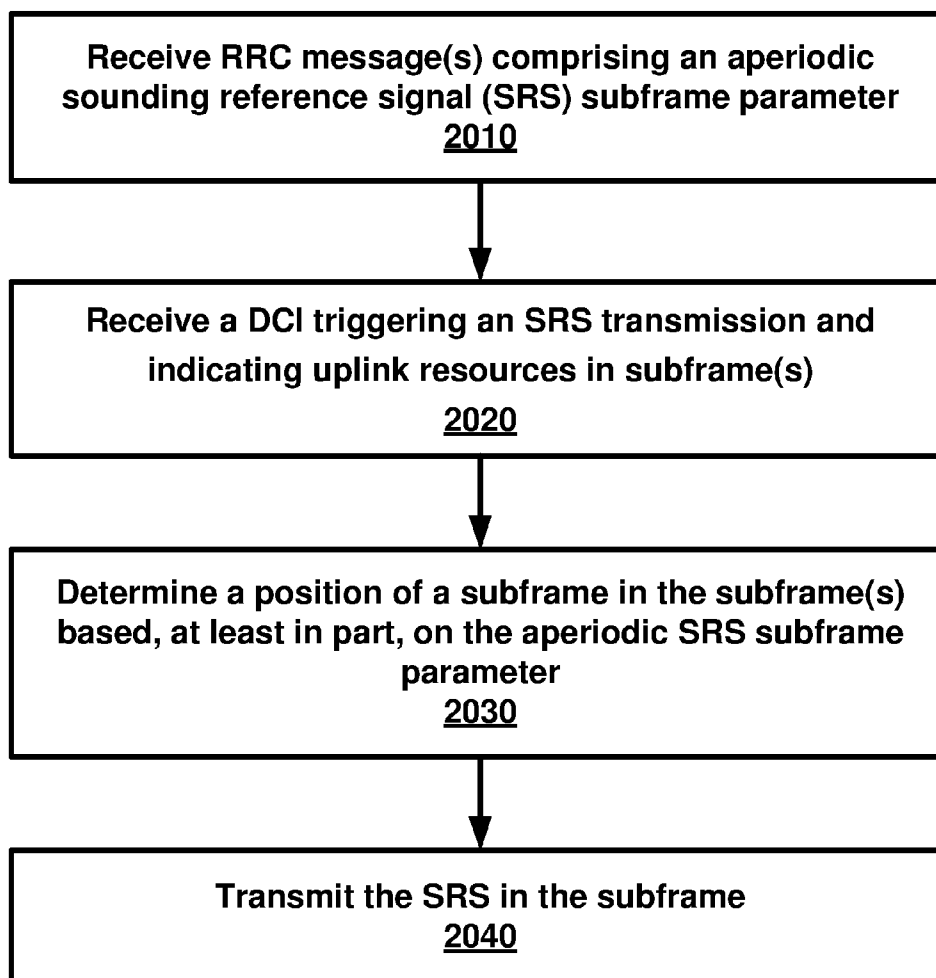 Receive RRC message(s) comprising an aperiodic
sounding reference signal (SRS) subframe parameter
2010
Receive a DCI triggering an SRS transmission and
indicating uplink resources in subframe(s)
2020
Determine a position of a subframe in the subframe(s)
based, at least in part, on the aperiodic SRS subframe
parameter
2030
Transmit the SRS in the subframe
2040